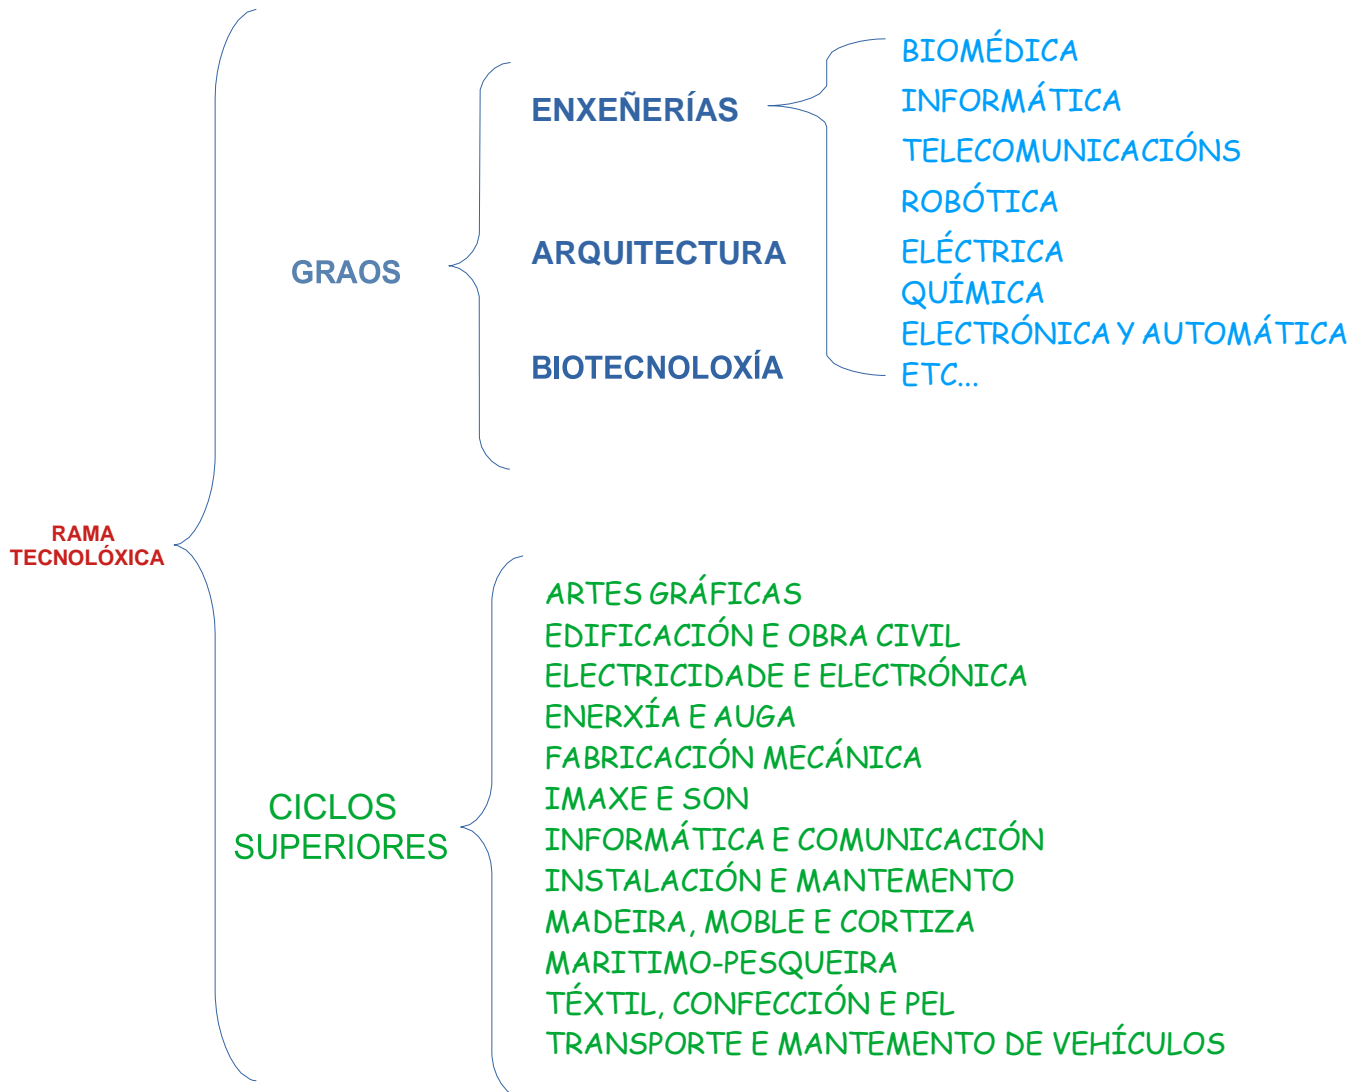 RAMA
TECNOLÓXICA
GRAOS
ENXEÑERÍAS
BIOMÉDICA
INFORMÁTICA
TELECOMUNICACIÓNS
ROBÓTICA
ELÉCTRICA
QUÍMICA
ELECTRÓNICA Y AUTOMÁTICA
ETC...
ARQUITECTURA
BIOTECNOLOXÍA
CICLOS
SUPERIORES
ARTES GRÁFICAS
EDIFICACIÓN E OBRA CIVIL
ELECTRICIDADE E ELECTRÓNICA
ENERXÍA E AUGA
FABRICACIÓN MECÁNICA
IMAXE E SON
INFORMÁTICA E COMUNICACIÓN
INSTALACIÓN E MANTEMENTO
MADEIRA, MOBLE E CORTIZA
MARITIMO-PESQUEIRA
TÉXTIL, CONFECCIÓN E PEL
TRANSPORTE E MANTEMENTO DE VEHÍCULOS